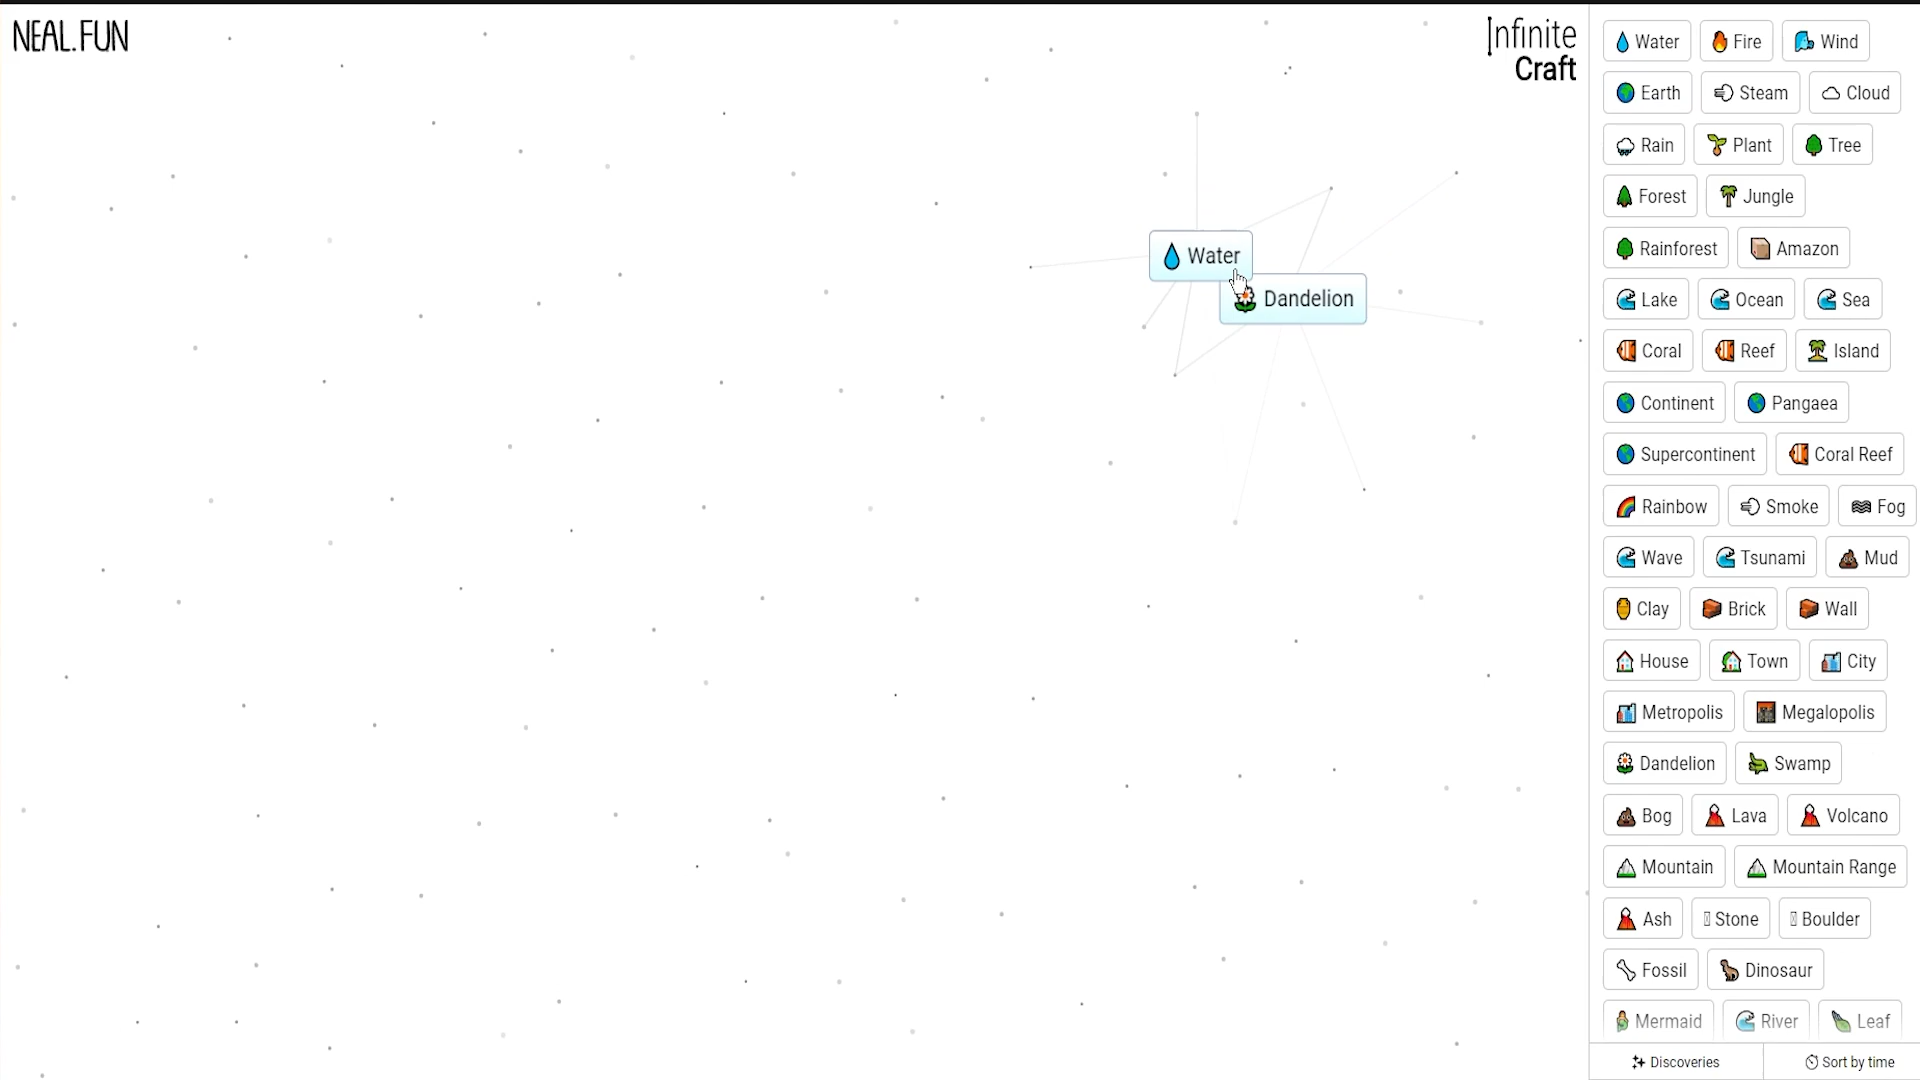 NEAL.FUN
Infinite
Craft
Water
Dandelion
Water Fire Wind
Earth Steam Cloud
Rain Plant Tree
Forest Jungle
Rainforest Amazon
Lake Ocean Sea
Coral Reef Island
Continent Pangaea
Supercontinent Coral Reef
Rainbow Smoke Fog
Wave Tsunami Mud
Clay Brick Wall
House Town City
Metropolis Megalopolis
Dandelion Swamp
Bog Lava Volcano
Mountain Mountain Range
Ash Stone Boulder
Fossil Dinosaur
Mermaid River Leaf
Discoveries Sort by time